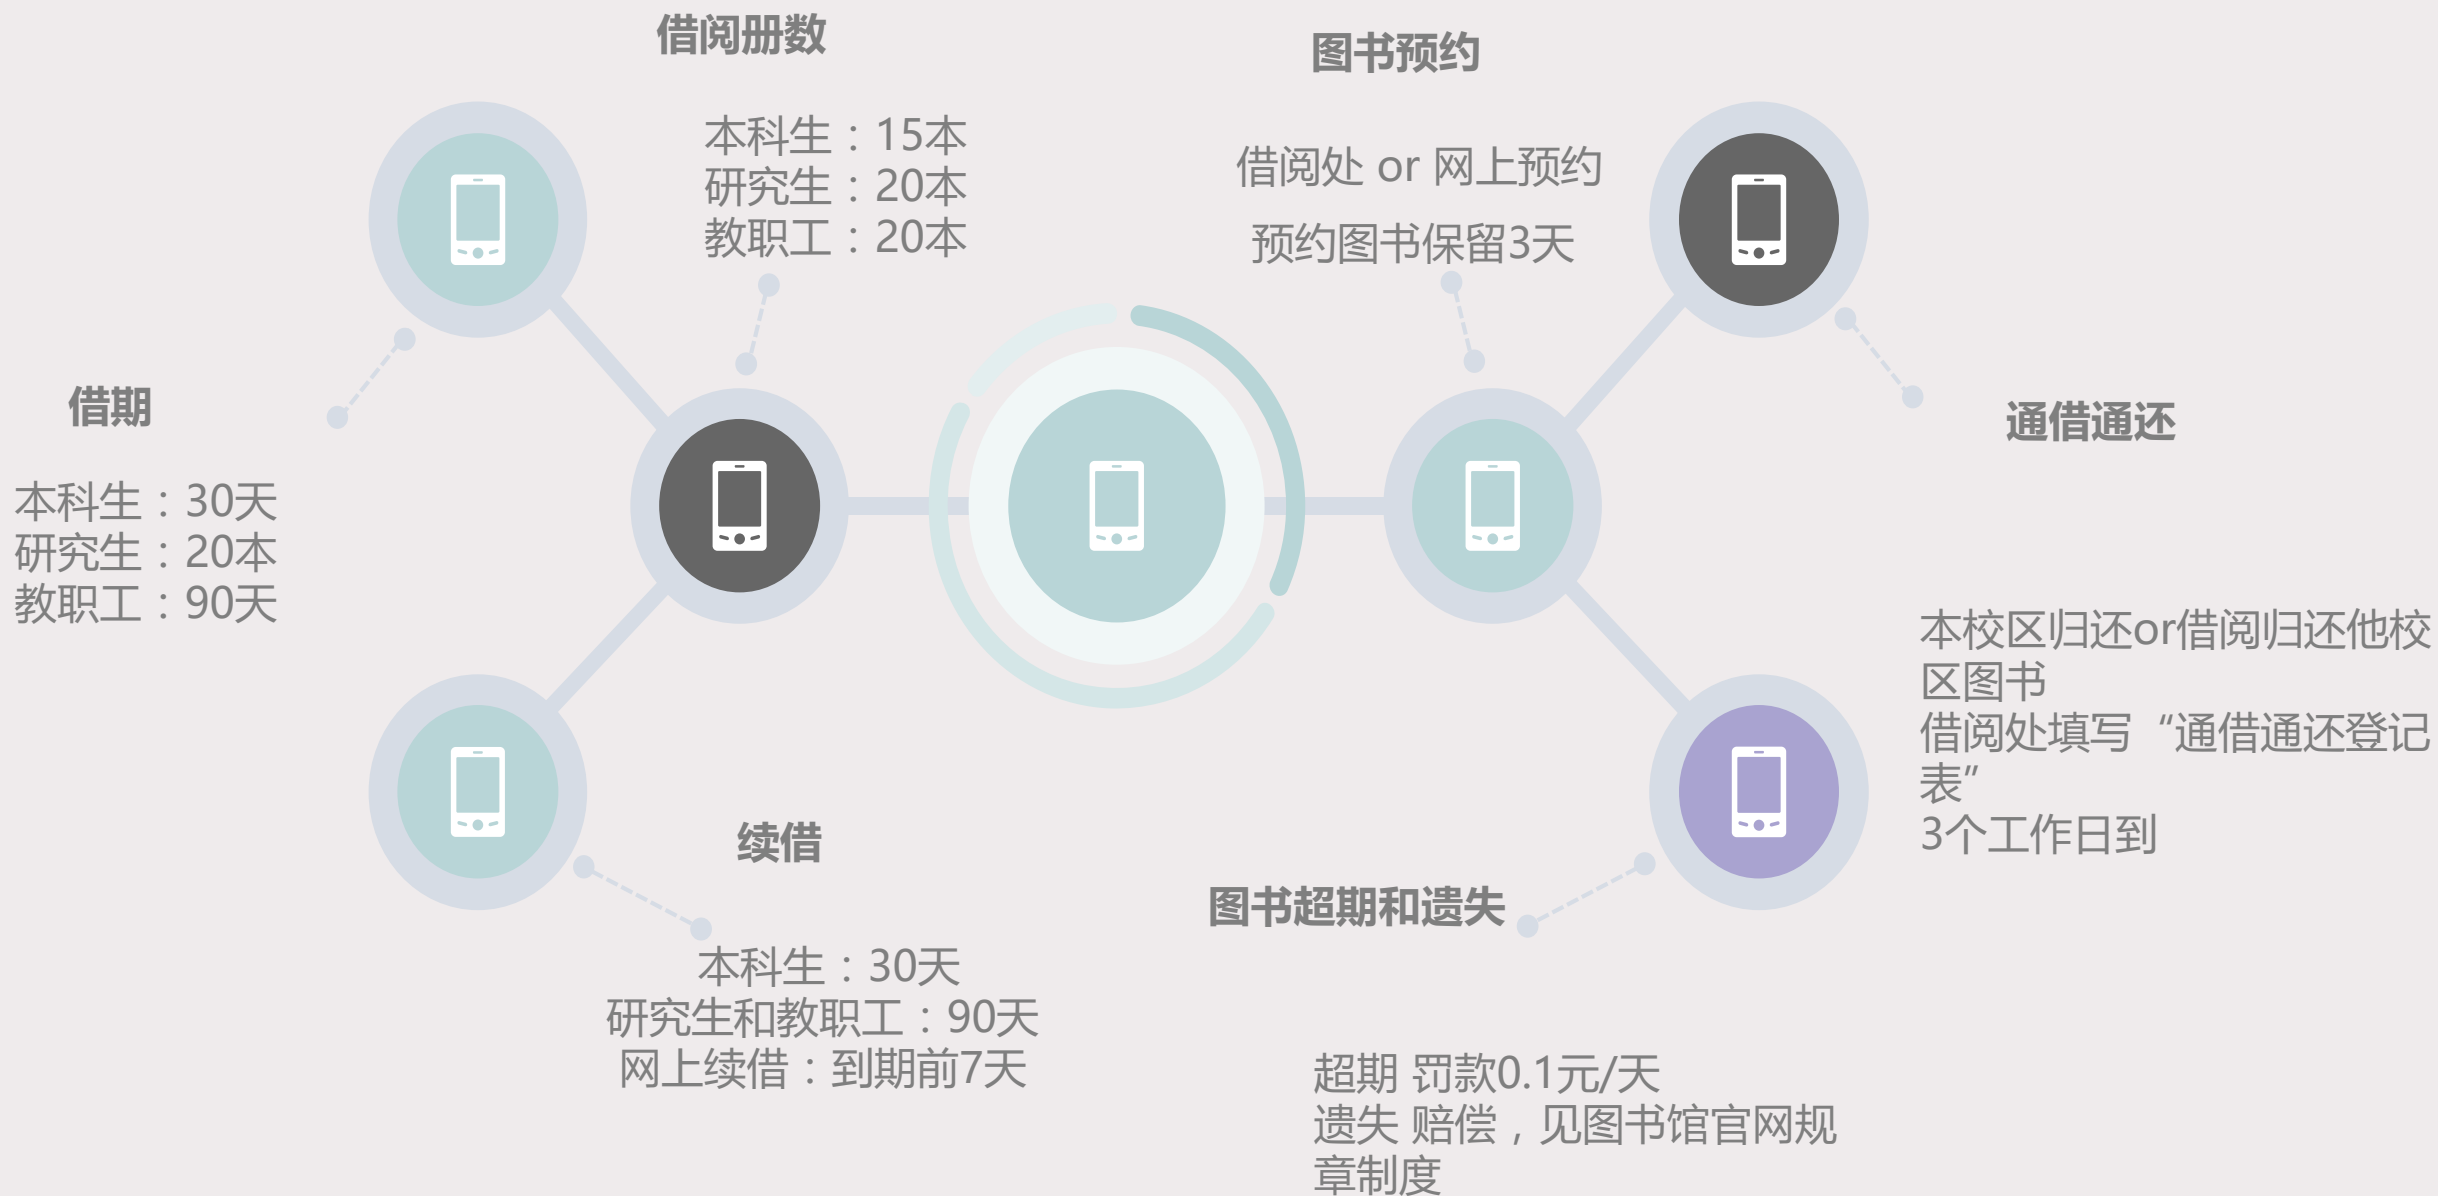 借阅册数
本科生：15本
研究生：20本
教职工：20本
图书预约
借阅处 or 网上预约
预约图书保留3天
借期
本科生：30天
研究生：20本
教职工：90天
通借通还
本校区归还or借阅归还他校
区图书
借阅处填写“通借通还登记
表”
3个工作日到
续借
本科生：30天
研究生和教职工：90天
网上续借：到期前7天
图书超期和遗失
超期 罚款0.1元/天
遗失 赔偿，见图书馆官网规
章制度